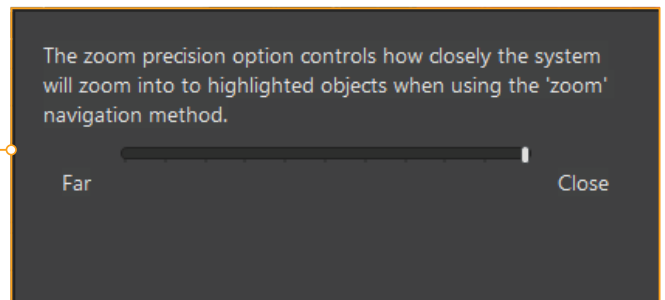 The zoom precision option controls how closely the system
will zoom into to highlighted objects when using the 'zoom'
navigation method.
Far
Close